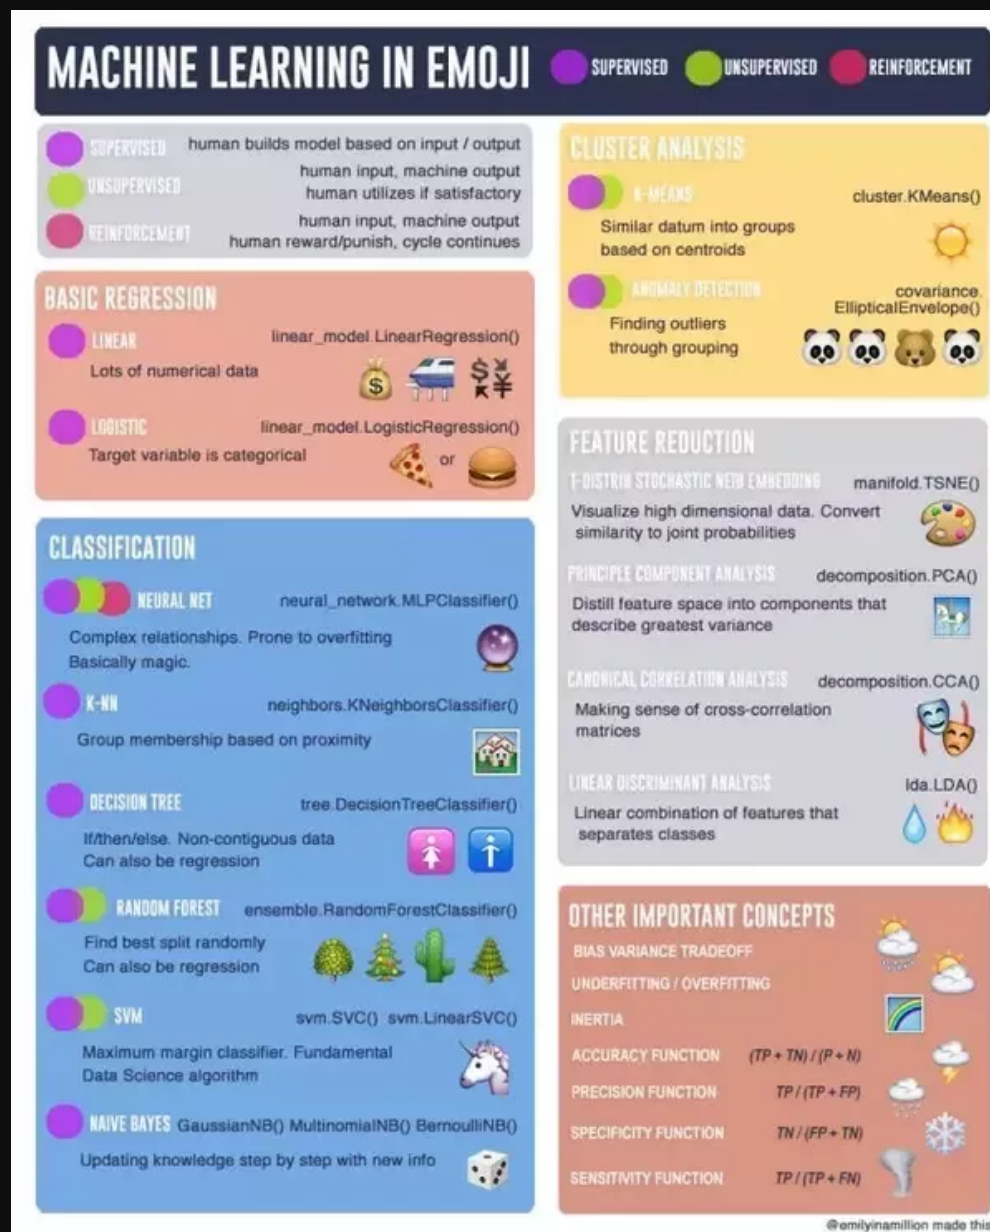 MACHINE LEARNING IN EMOJI
SUPERVISED
UNSUPERVISED
REINFORCEMENT
SUPERVISED human builds model based on input / output
UNSUPERVISED human input, machine output
human utilizes if satisfactory
REINFORCEMENT human input, machine output
human reward/punish, cycle continues
BASIC REGRESSION
LINEAR linear_model.LinearRegression()
Lots of numerical data
LOGISTIC linear_model.LogisticRegression()
Target variable is categorical
or
CLASSIFICATION
NEURAL NET neural_network.MLPClassifier()
Complex relationships. Prone to overfitting
Basically magic.
K-NN neighbors.KNeighborsClassifier()
Group membership based on proximity
DECISION TREE tree.DecisionTreeClassifier()
If/then/else. Non-contiguous data
Can also be regression
RANDOM FOREST ensemble.RandomForestClassifier()
Find best split randomly
Can also be regression
SVM svm.SVC() svm.LinearSVC()
Maximum margin classifier. Fundamental
Data Science algorithm
NAIVE BAYES GaussianNB() MultinomialNB() BernoulliNB()
Updating knowledge step by step with new info
CLUSTER ANALYSIS
K-MEANS cluster.KMeans()
Similar datum into groups
based on centroids
ANOMALY DETECTION covariance.
EllipticalEnvelope()
Finding outliers
through grouping
FEATURE REDUCTION
T-DISTRIB STOCHASTIC NEIB EMBEDDING manifold.TSNE()
Visualize high dimensional data. Convert
similarity to joint probabilities
PRINCIPLE COMPONENT ANALYSIS decomposition.PCA()
Distill feature space into components that
describe greatest variance
CANONICAL CORRELATION ANALYSIS decomposition.CCA()
Making sense of cross-correlation
matrices
LINEAR DISCRIMINANT ANALYSIS lda.LDA()
Linear combination of features that
separates classes
OTHER IMPORTANT CONCEPTS
BIAS VARIANCE TRADEOFF
UNDERFITTING / OVERFITTING
INERTIA
ACCURACY FUNCTION (TP + TN) / (P + N)
PRECISION FUNCTION TP / (TP + FP)
SPECIFICITY FUNCTION TN / (FP + TN)
SENSITIVITY FUNCTION TP / (TP + FN)
@emilyinamillion made this